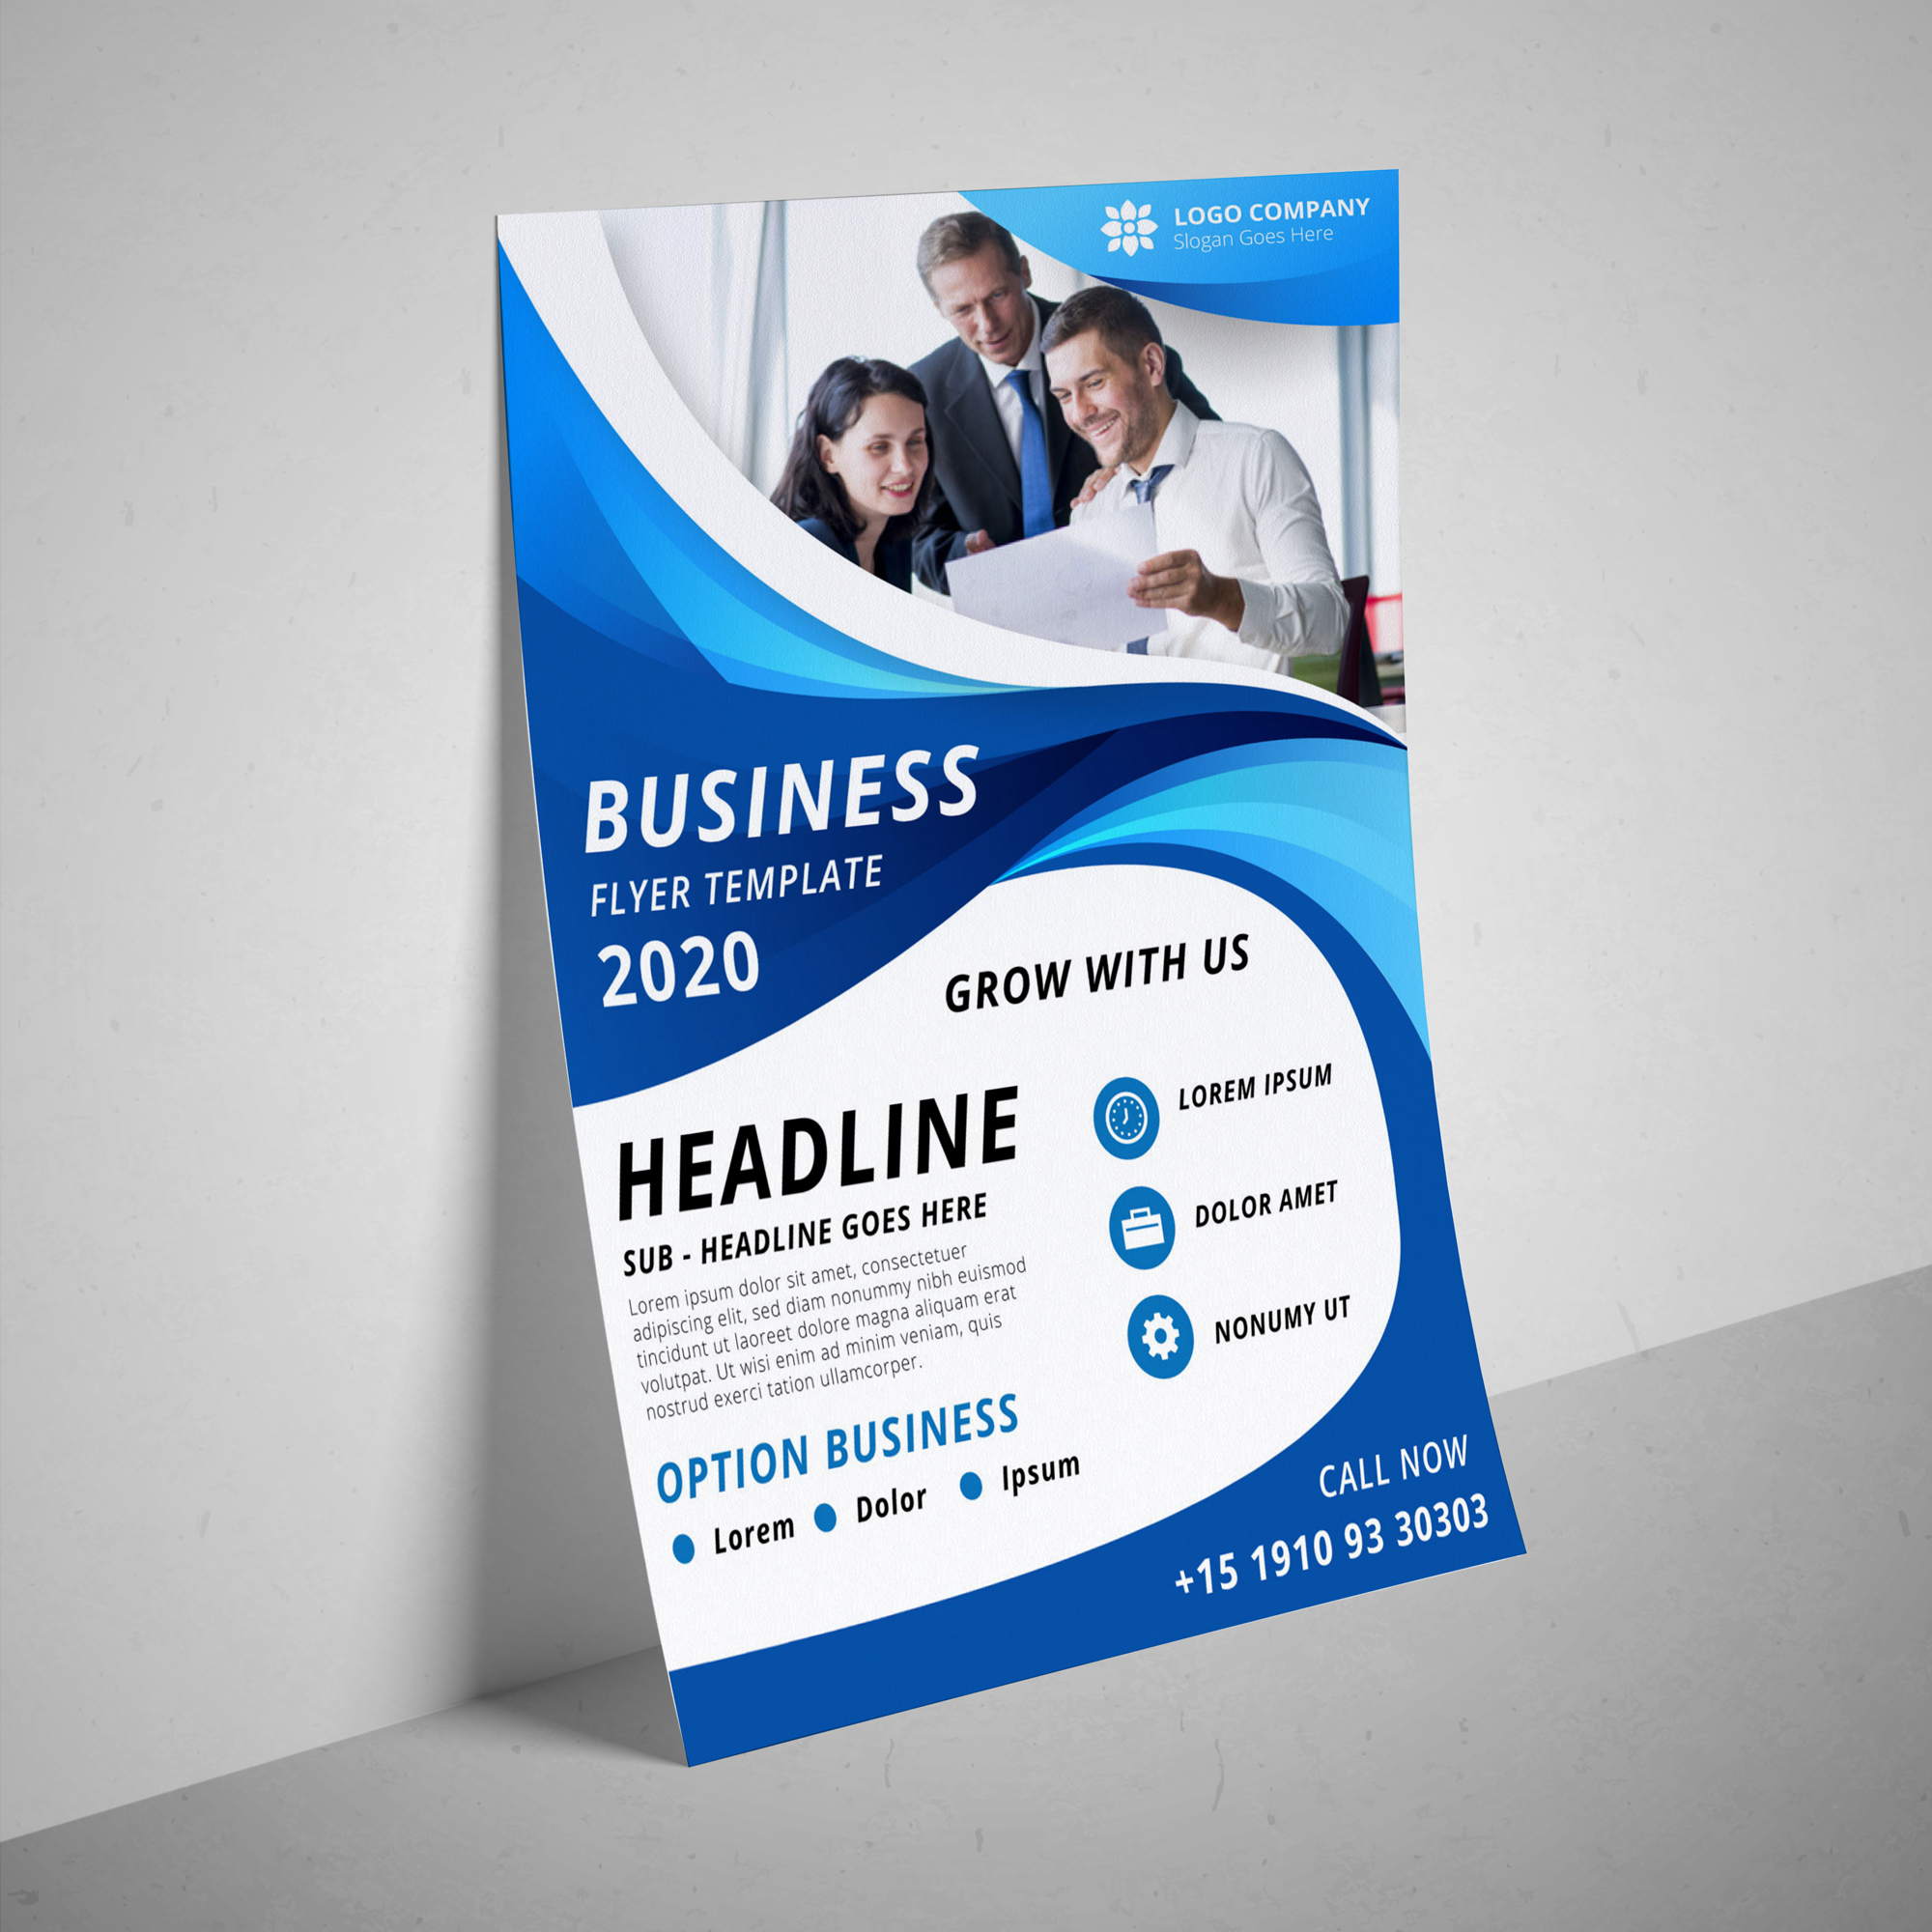 LOGO COMPANY
Slogan Goes Here
BUSINESS
FLYER TEMPLATE
2020
GROW WITH US
HEADLINE
SUB - HEADLINE GOES HERE
Lorem ipsum dolor sit amet, consectetuer
adipiscing elit, sed diam nonummy nibh euismod
tincidunt ut laoreet dolore magna aliquam erat
volutpat. Ut wisi enim ad minim veniam, quis
nostrud exerci tation ullamcorper.
LOREM IPSUM
DOLOR AMET
NONUMY UT
OPTION BUSINESS
Lorem
Dolor
Ipsum
CALL NOW
+15 1910 93 30303